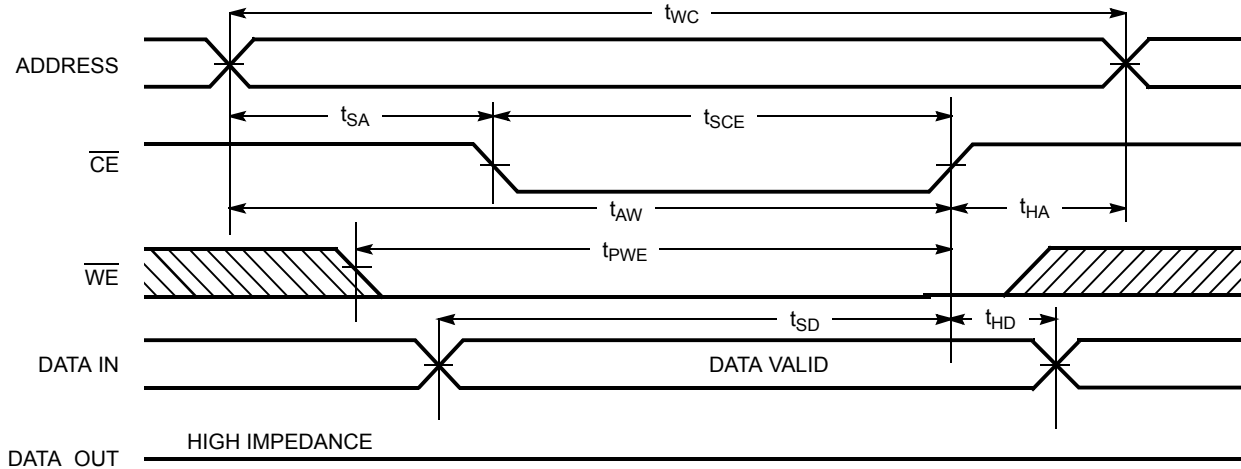 tWC
ADDRESS
tSA
tSCE
CE
tAW
tHA
tPWE
WE
tSD
tHD
DATA IN
DATA VALID
HIGH IMPEDANCE
DATA OUT